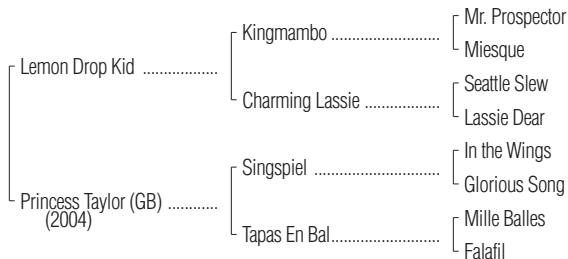 Mr. Prospector
Kingmambo ........................
Miesque
Lemon Drop Kid ..................
Seattle Slew
Charming Lassie ..................
Lassie Dear
In the Wings
Singspiel ...........................
Glorious Song
Princess Taylor (GB) ............
(2004)
Mille Balles
Tapas En Bal........................
Falafil